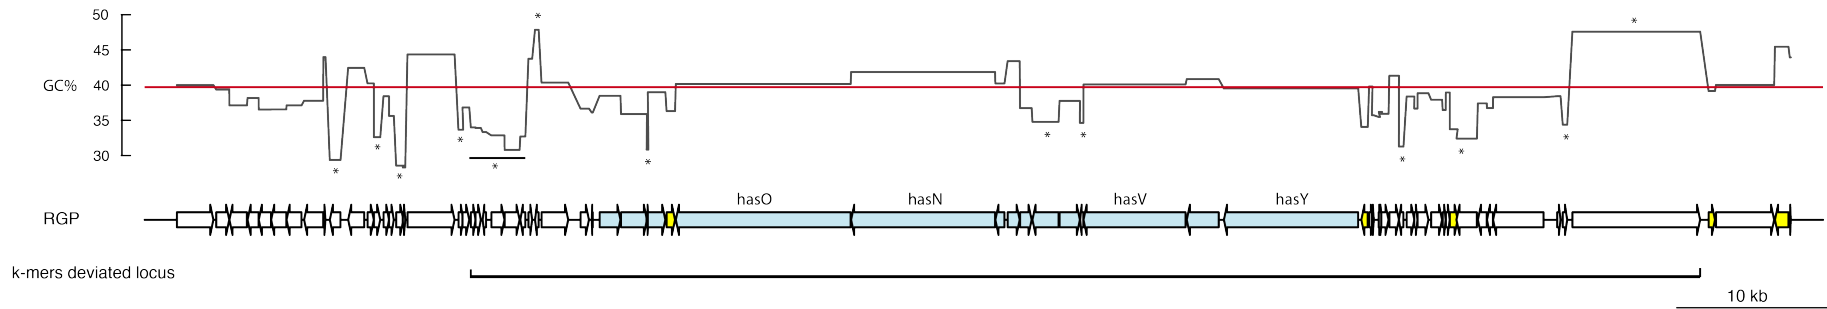 50
45
GC% 40
35
30
hasO hasN hasV hasY
RGP
k-mers deviated locus
10 kb